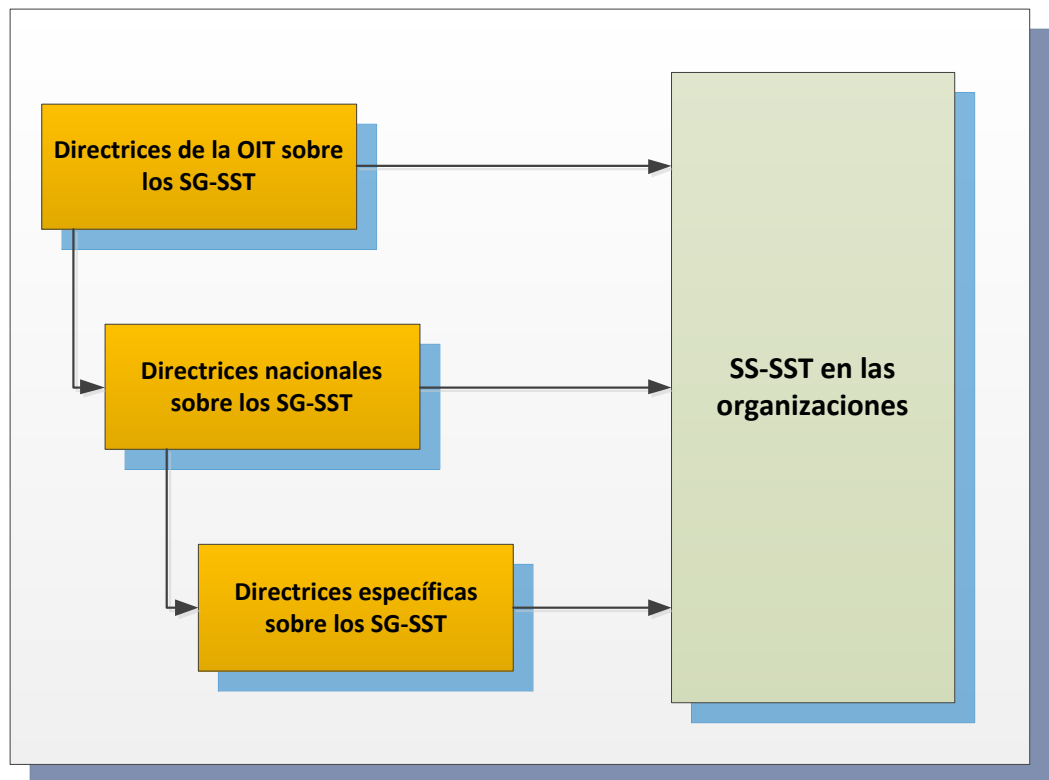 Directrices de la OIT sobre
los SG-SST
Directrices nacionales
sobre los SG-SST
Directrices específicas
sobre los SG-SST
SS-SST en las
organizaciones